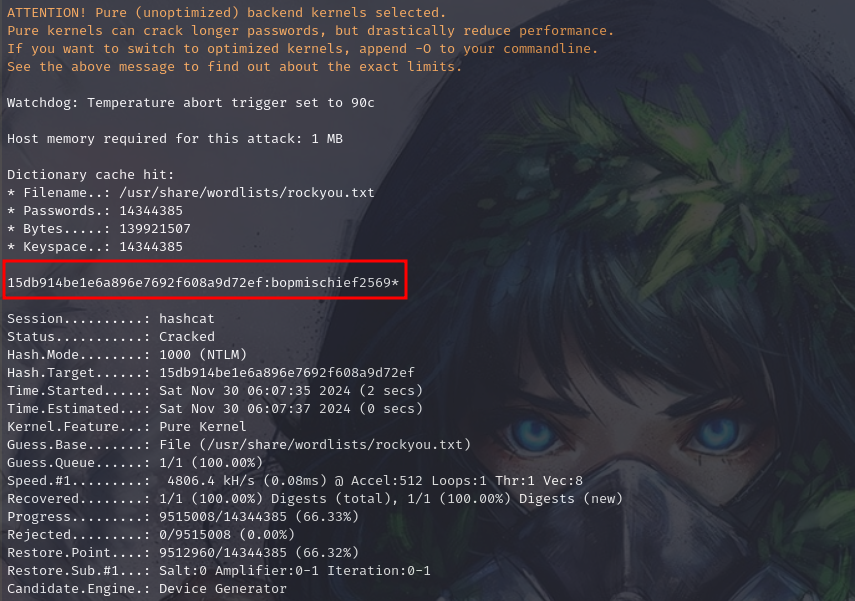 ATTENTION! Pure (unoptimized) backend kernels selected.
Pure kernels can crack longer passwords, but drastically reduce performance.
If you want to switch to optimized kernels, append -O to your commandline.
See the above message to find out about the exact limits.
Watchdog: Temperature abort trigger set to 90c
Host memory required for this attack: 1 MB
Dictionary cache hit:
* Filename..: /usr/share/wordlists/rockyou.txt
* Passwords.: 14344385
* Bytes.....: 139921507
* Keyspace..: 14344385
15db914be1e6a896e7692f608a9d72ef:bopmischief2569*
Session..........: hashcat
Status...........: Cracked
Hash.Mode........: 1000 (NTLM)
Hash.Target......: 15db914be1e6a896e7692f608a9d72ef
Time.Started.....: Sat Nov 30 06:07:35 2024 (2 secs)
Time.Estimated...: Sat Nov 30 06:07:37 2024 (0 secs)
Kernel.Feature...: Pure Kernel
Guess.Base.......: File (/usr/share/wordlists/rockyou.txt)
Guess.Queue......: 1/1 (100.00%)
Speed.#1.........:  4806.4 kH/s (0.08ms) @ Accel:512 Loops:1 Thr:1 Vec:8
Recovered........: 1/1 (100.00%) Digests (total), 1/1 (100.00%) Digests (new)
Progress.........: 9515008/14344385 (66.33%)
Rejected.........: 0/9515008 (0.00%)
Restore.Point....: 9512960/14344385 (66.32%)
Restore.Sub.#1...: Salt:0 Amplifier:0-1 Iteration:0-1
Candidate.Engine.: Device Generator